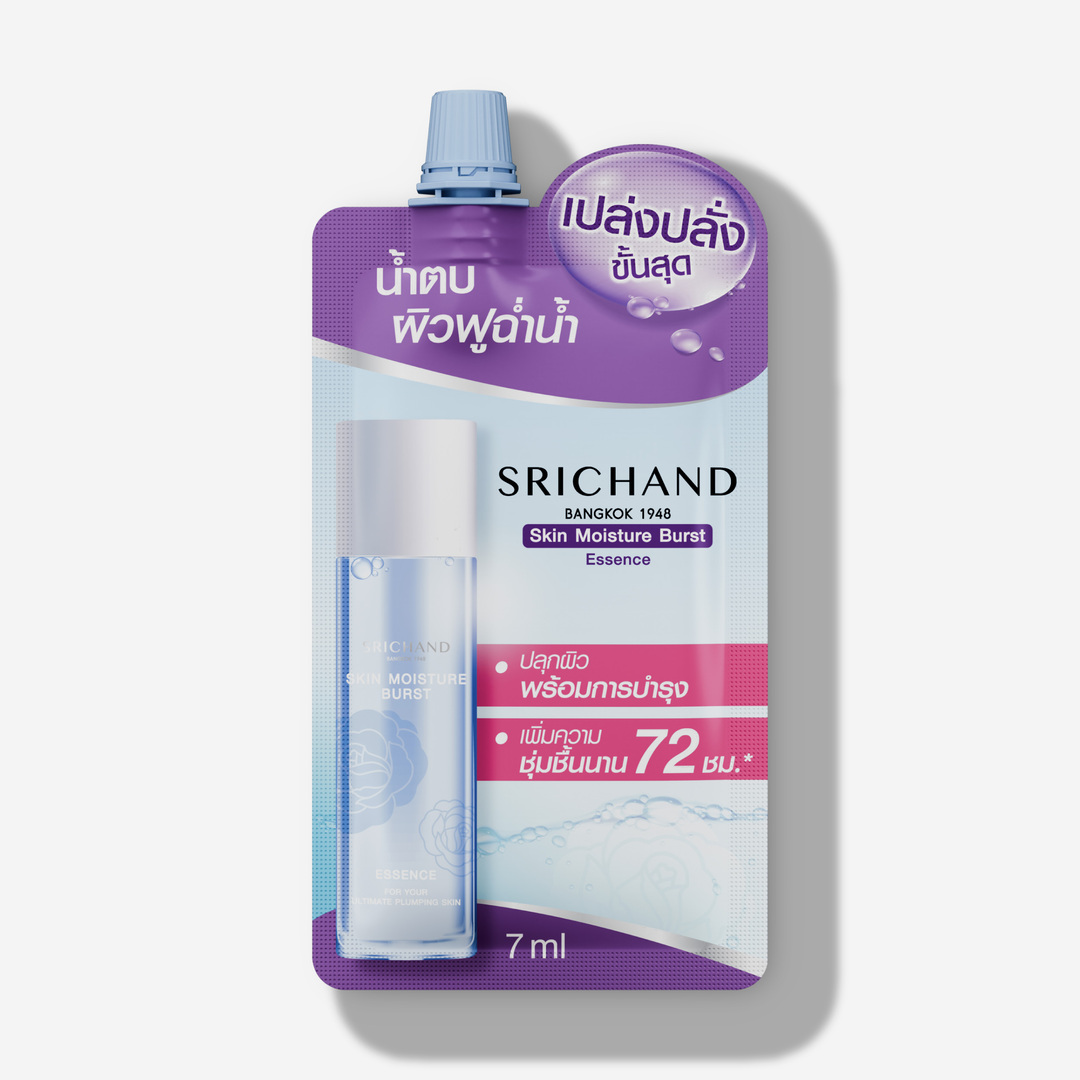 เปล่งปลั่ง
ขั้นสุด
น้ำตบ
ผิวฟูฉ่ำน้ำ
SRICHAND
BANGKOK 1948
Skin Moisture Burst
Essence
SRICHAND
BANGKOK 1948
SKIN MOISTURE
BURST
ESSENCE
FOR YOUR
ULTIMATE PLUMPING SKIN
ปลุกผิว
พร้อมการบำรุง
เพิ่มความ
ชุ่มชื้นนาน 72 ชม.*
7 ml